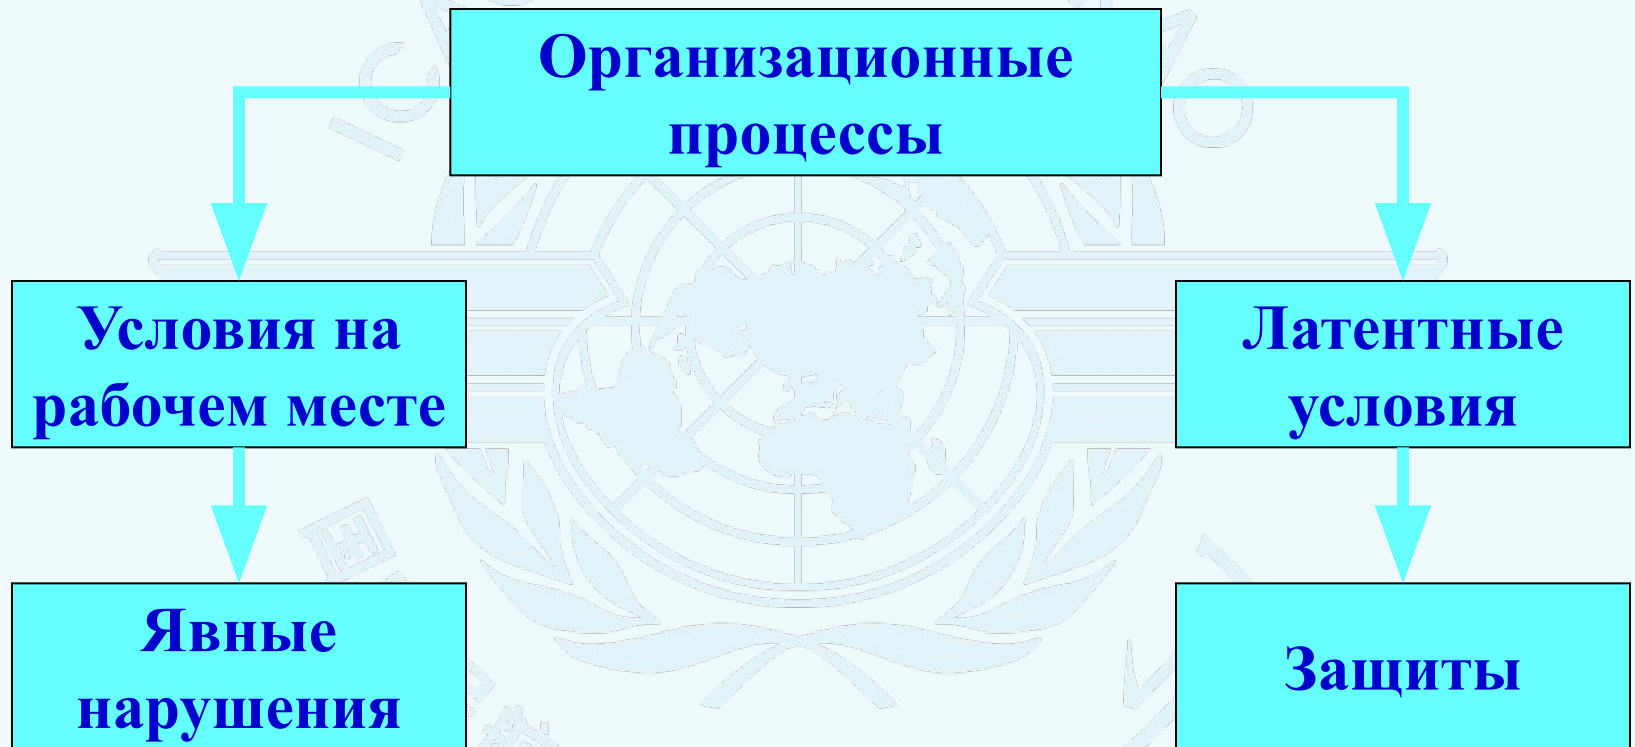 Организационные
процессы
Условия на
рабочем месте
Латентные
условия
Явные
нарушения
Защиты